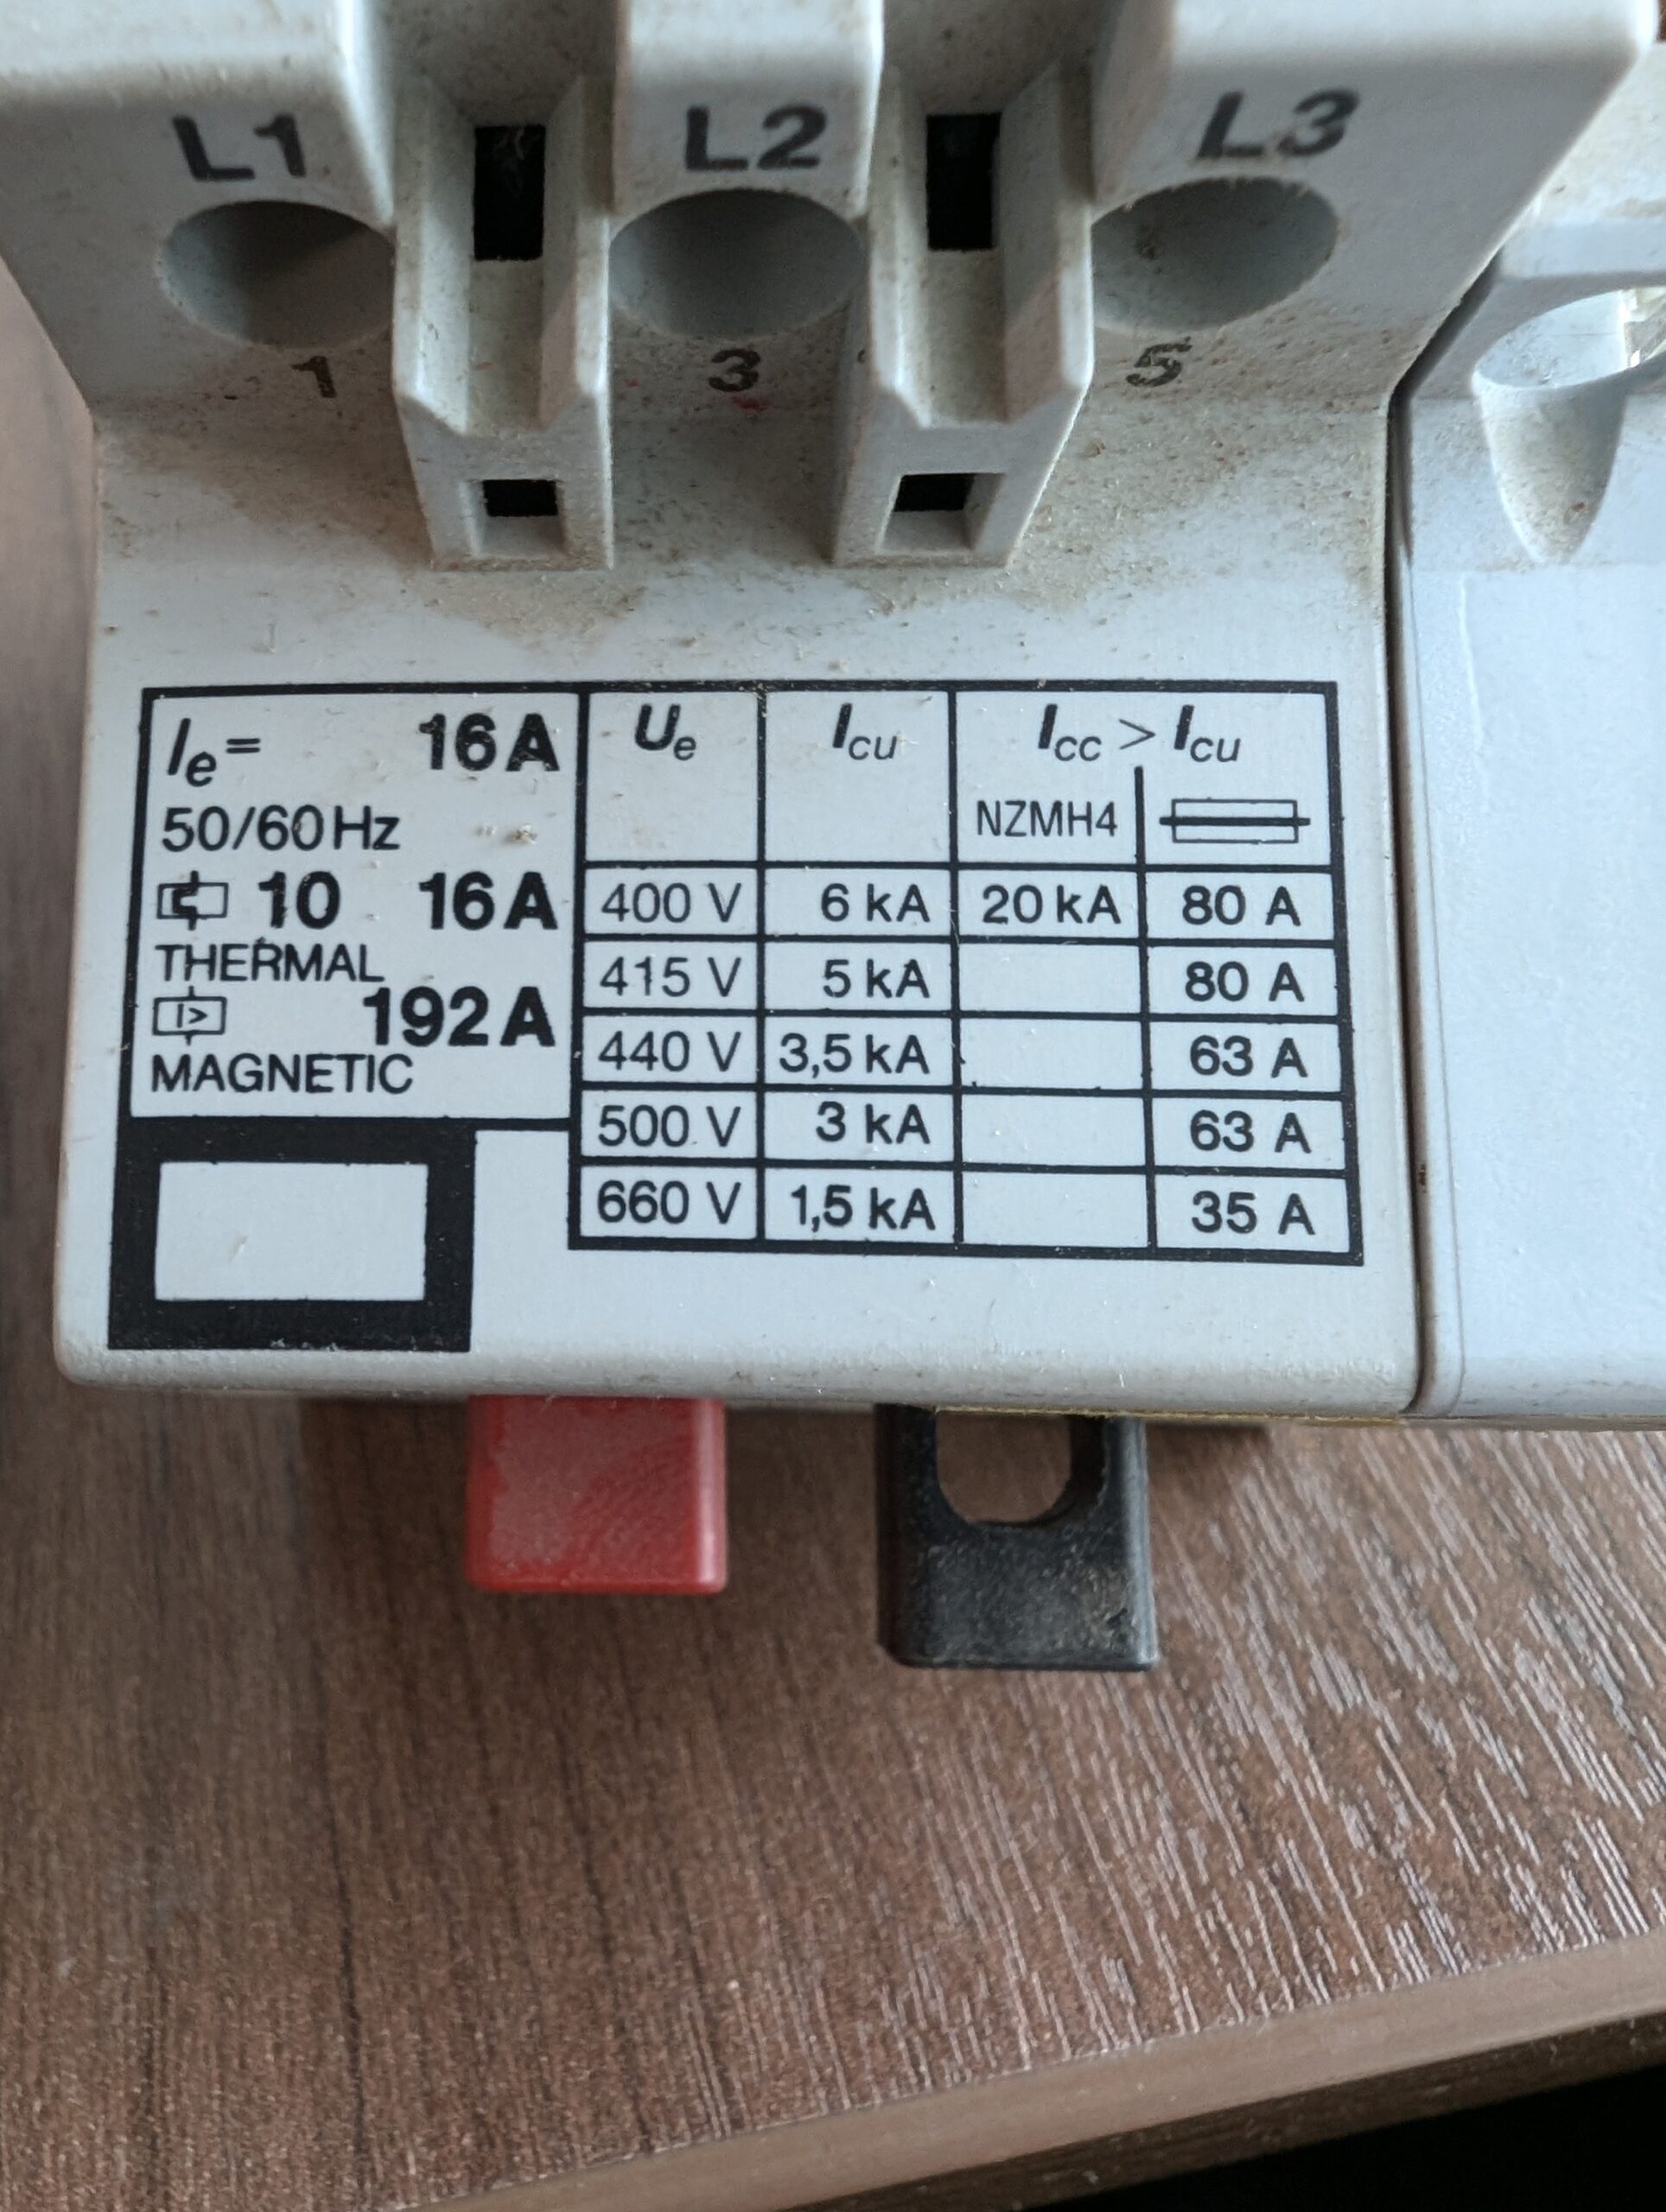 L1 L2 L3
1 3 5
Ie= 16A
50/60Hz
10 16A
THERMAL
I> 192A
MAGNETIC
Ue Icu Icc > Icu
NZMH4
400 V 6 kA 20 kA 80 A
415 V 5 kA 80 A
440 V 3,5 kA 63 A
500 V 3 kA 63 A
660 V 1,5 kA 35 A